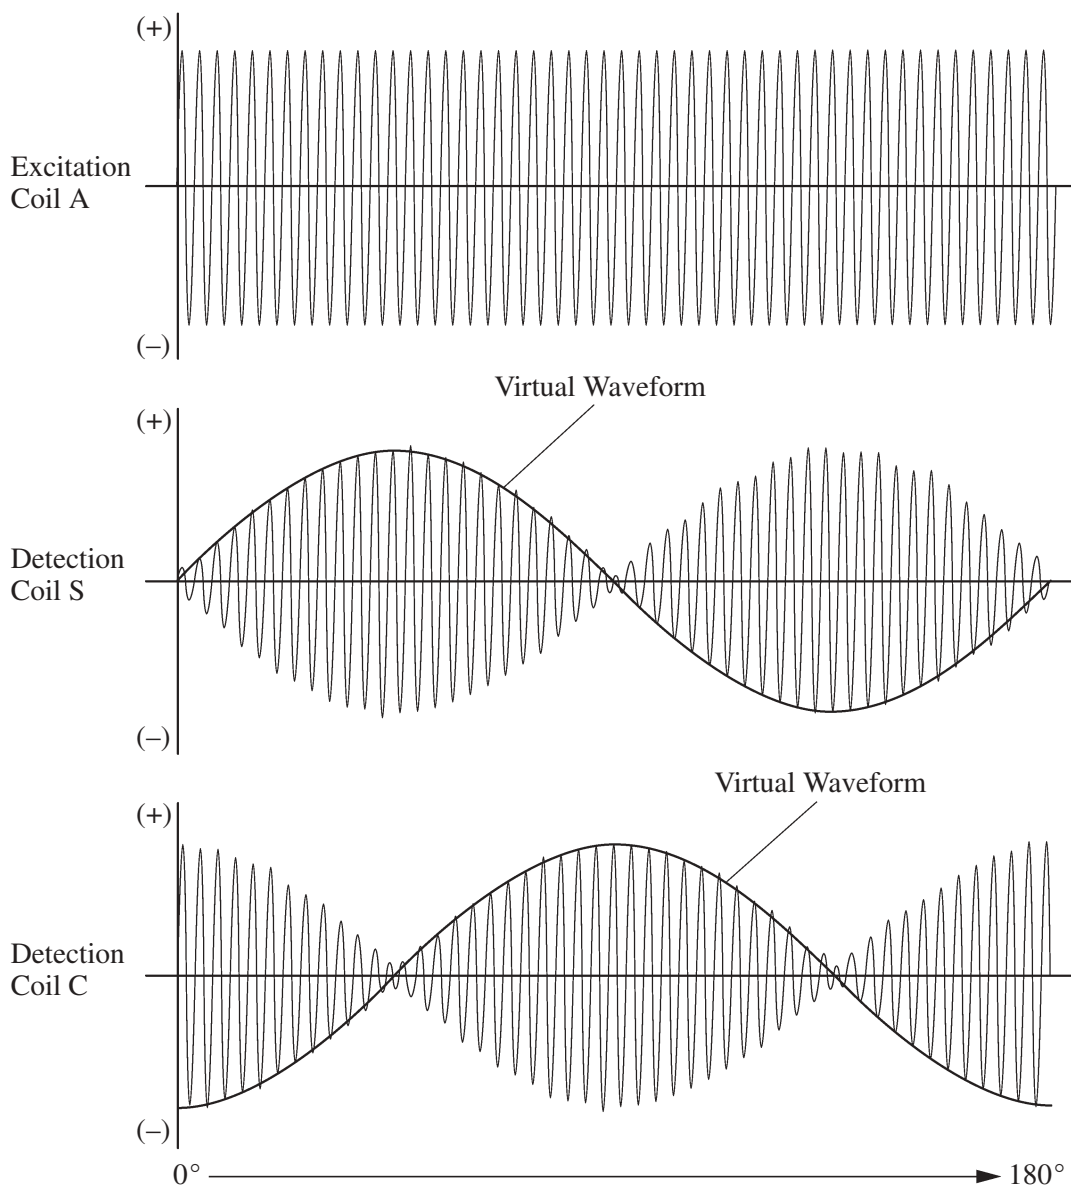 (+)
Excitation
Coil A
(–)
Virtual Waveform
(+)
Detection
Coil S
(–)
Virtual Waveform
(+)
Detection
Coil C
(–)
0° 180°